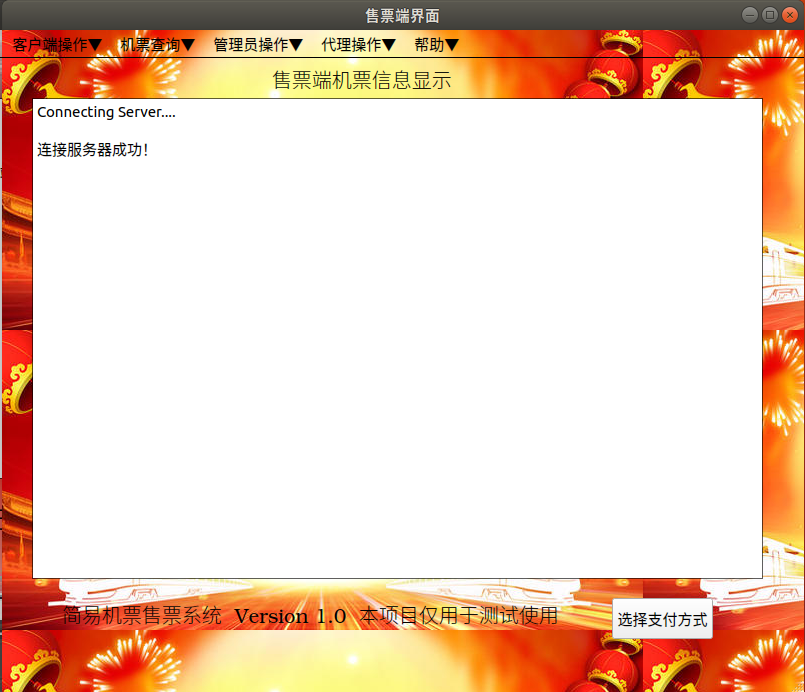 售票端界面
客户端操作▼ 机票查询▼ 管理员操作▼ 代理操作▼ 帮助▼
售票端机票信息显示
Connecting Server....
连接服务器成功！
简易机票售票系统 Version 1.0 本项目仅用于测试使用
选择支付方式